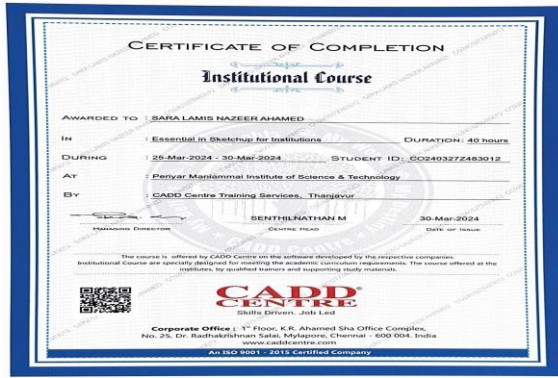 CERTIFICATE OF COMPLETION
Institutional Course
AWARDED TO : SARA LAMIS NAZEER AHAMED
IN : Essential in Sketchup for Institutions DURATION: 40 hours
DURING : 25-Mar-2024 - 30-Mar-2024 STUDENT ID: CO240327Z483012
AT : Periyar Maniammai Institute of Science & Technology
BY : CADD Centre Training Services, Thanjavur
SENTHILNATHAN M 30-Mar-2024
MANAGING DIRECTOR CENTRE HEAD DATE OF ISSUE
The course is offered by CADD Centre on the software developed by the respective companies.
Institutional Course are specially designed for meeting the academic curriculum requirements. The course offered at the
institutes, by qualified trainers and supporting study materials.
CADD
CENTRE
Skills Driven. Job Led
Corporate Office : 1st Floor, K.R. Ahamed Sha Office Complex,
No. 25, Dr. Radhakrishnan Salai, Mylapore, Chennai - 600 004. India
www.caddcentre.com
An ISO 9001 - 2015 Certified Company